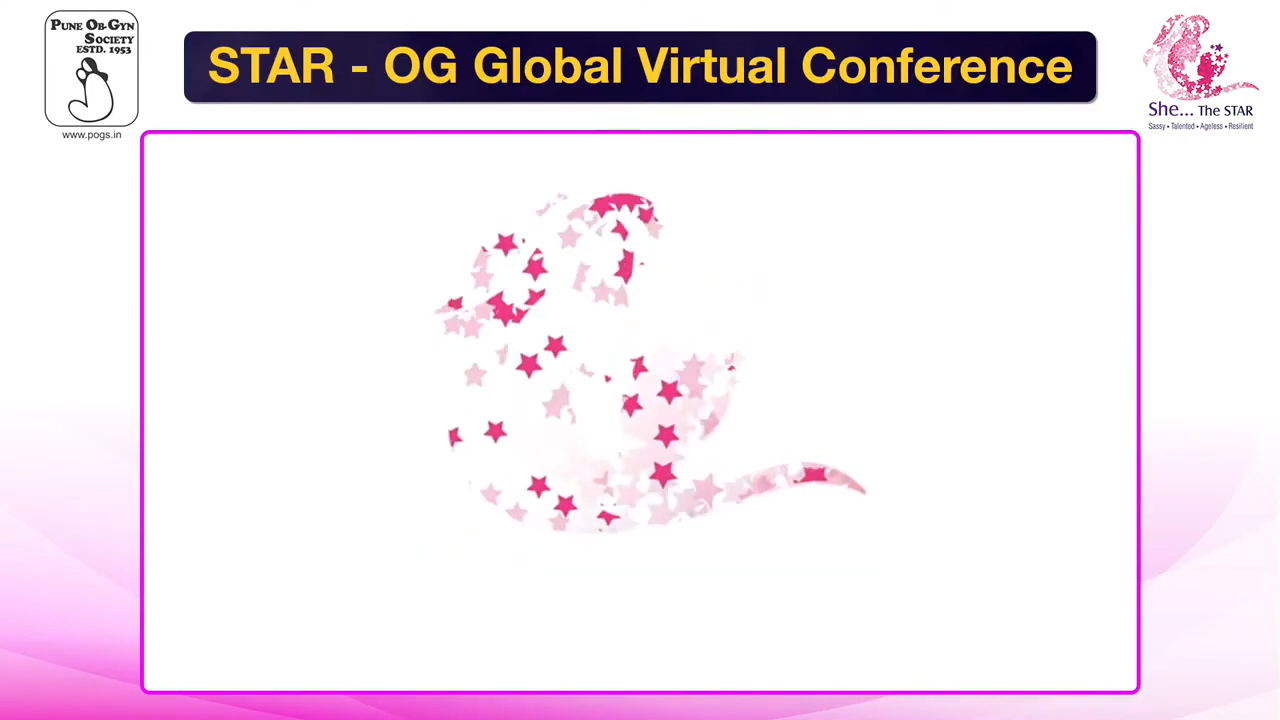 PUNE OB-GYN
SOCIETY
ESTD. 1953
www.pogs.in
STAR - OG Global Virtual Conference
She... The STAR
Sassy • Talented • Ageless • Resilient